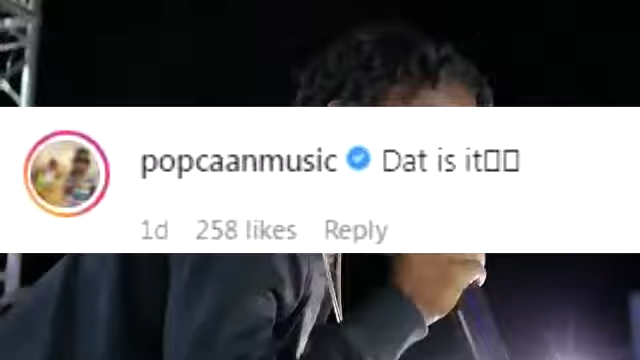 popcaanmusic Dat is it▯▯
1d 258 likes Reply